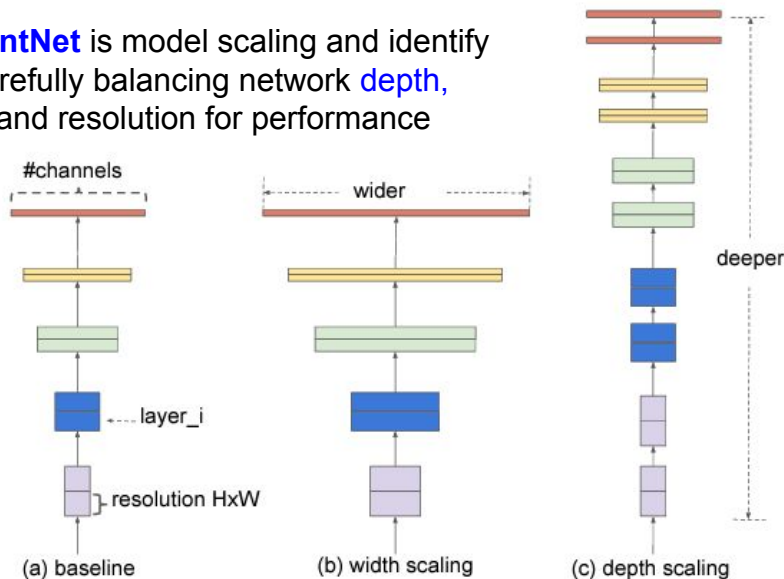 ntNet is model scaling and identify
refully balancing network depth,
and resolution for performance
#channels
wider
deeper
layer_i
resolution HxW
(a) baseline
(b) width scaling
(c) depth scaling